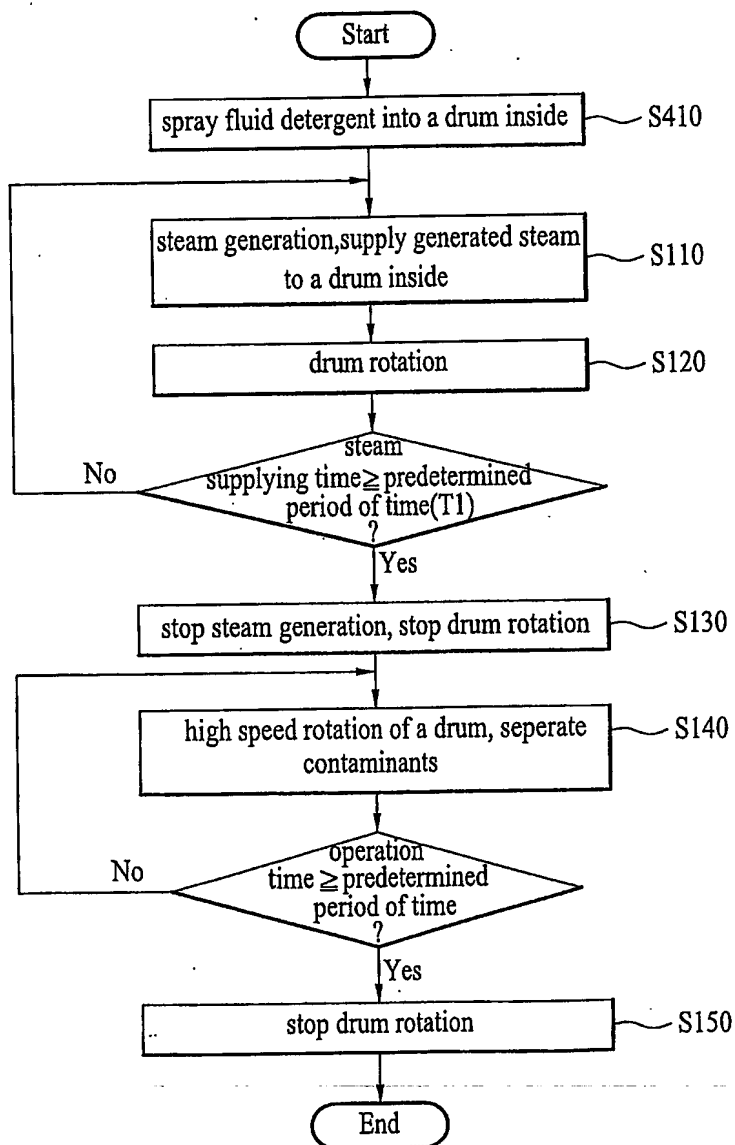 Start
spray fluid detergent into a drum inside
S410
steam generation,supply generated steam
to a drum inside
S110
drum rotation
S120
steam
supplying time≧predetermined
period of time(T1)
?
No
Yes
stop steam generation, stop drum rotation
S130
high speed rotation of a drum, seperate
contaminants
S140
operation
time ≧predetermined
period of time
?
No
Yes
stop drum rotation
S150
End